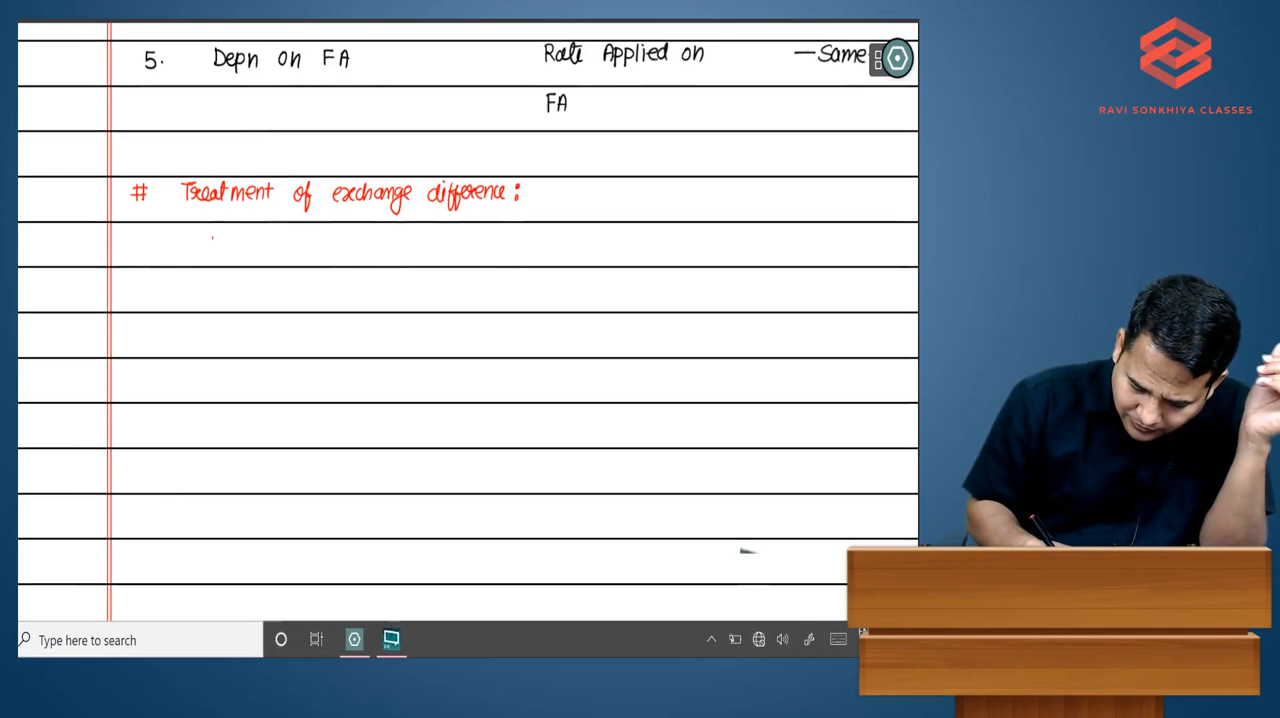 5. Depn on FA Rate Applied on —Same
FA
# Treatment of exchange difference:
RAVI SONKHIYA CLASSES
Type here to search